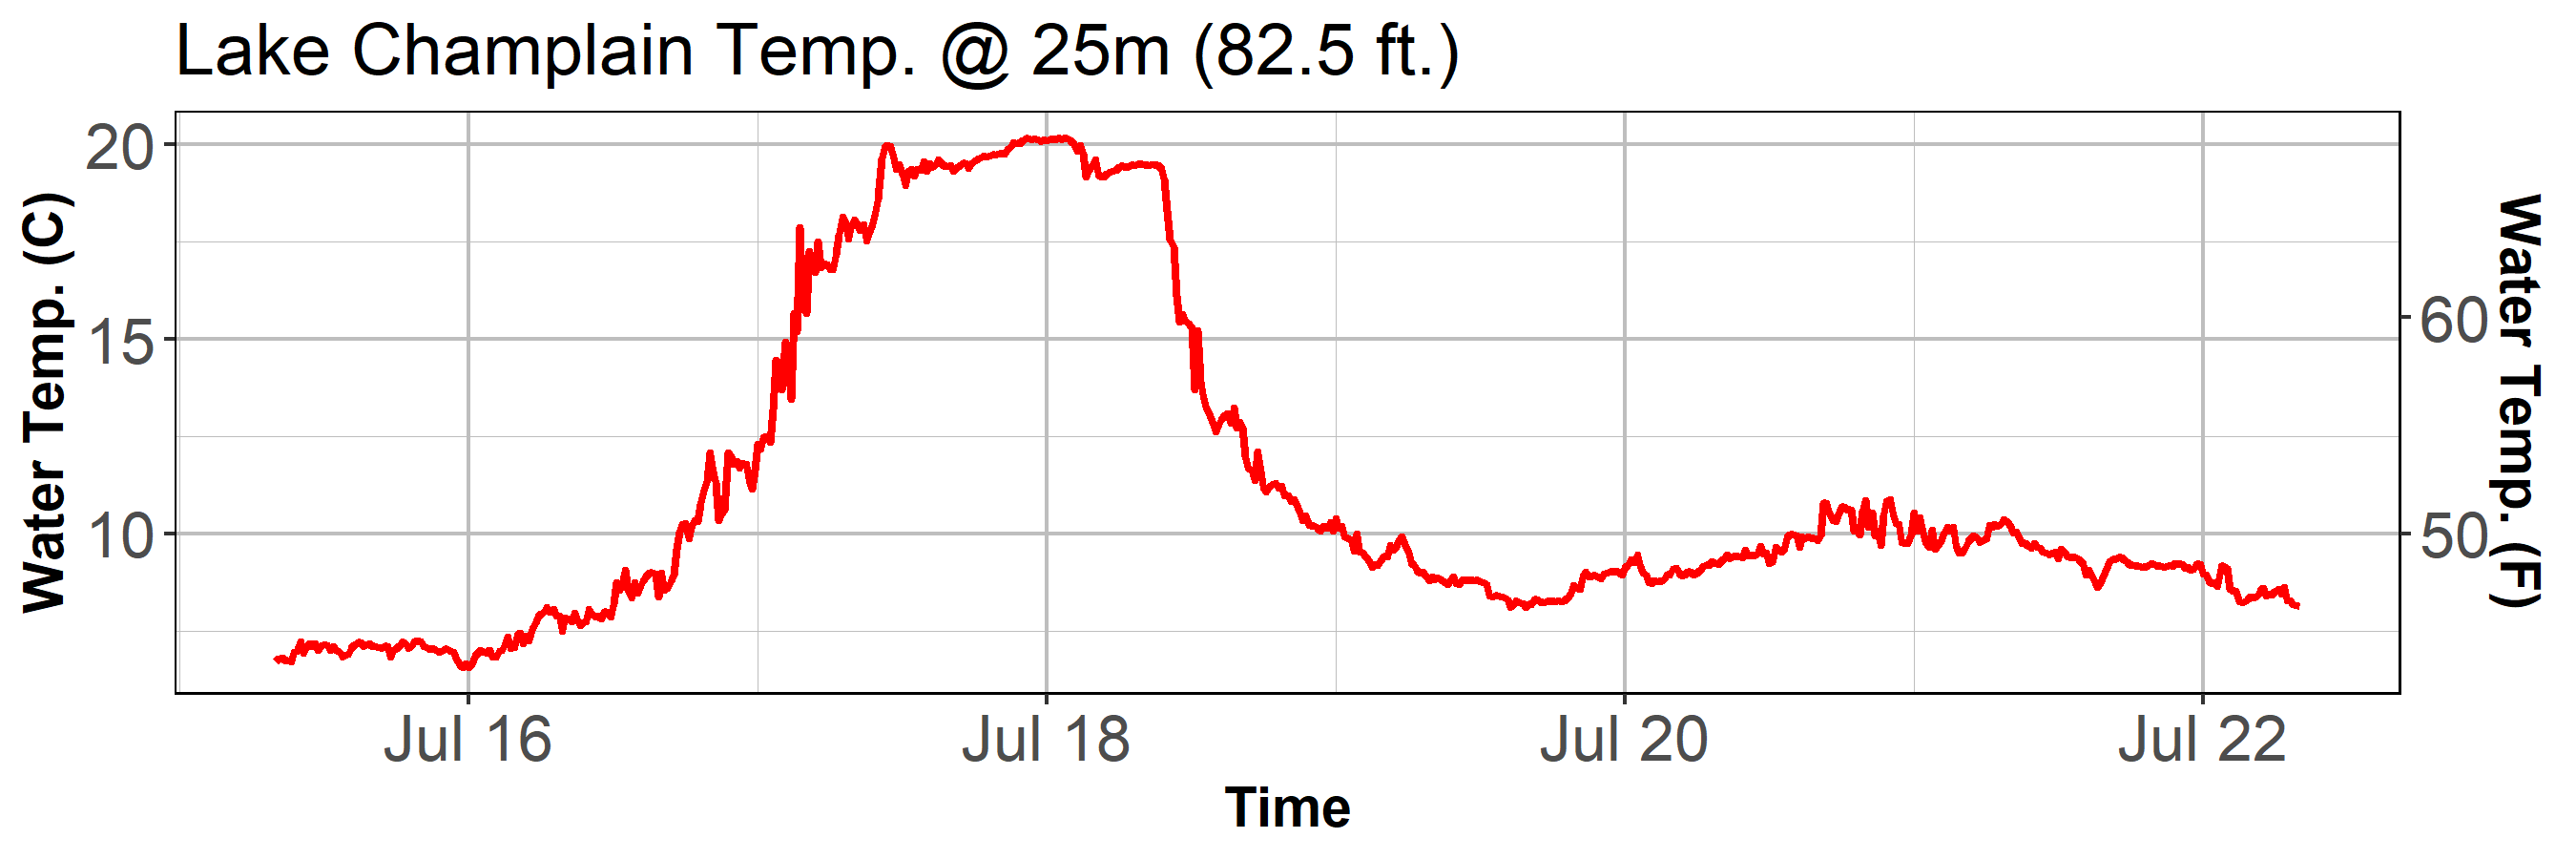 Lake Champlain Temp. @ 25m (82.5 ft.)
Water Temp. (C)
20
15
10
60
50
Water Temp. (F)
Jul 16
Jul 18
Jul 20
Jul 22
Time